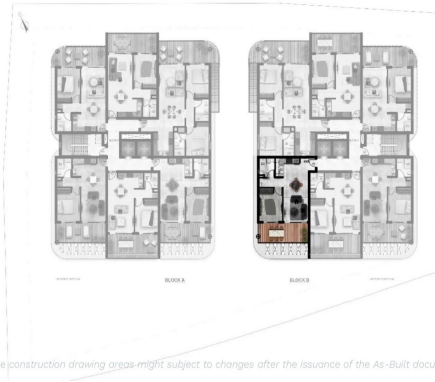 BLOCK A
BLOCK B
e construction drawing areas might subject to changes after the issuance of the As-Built docu